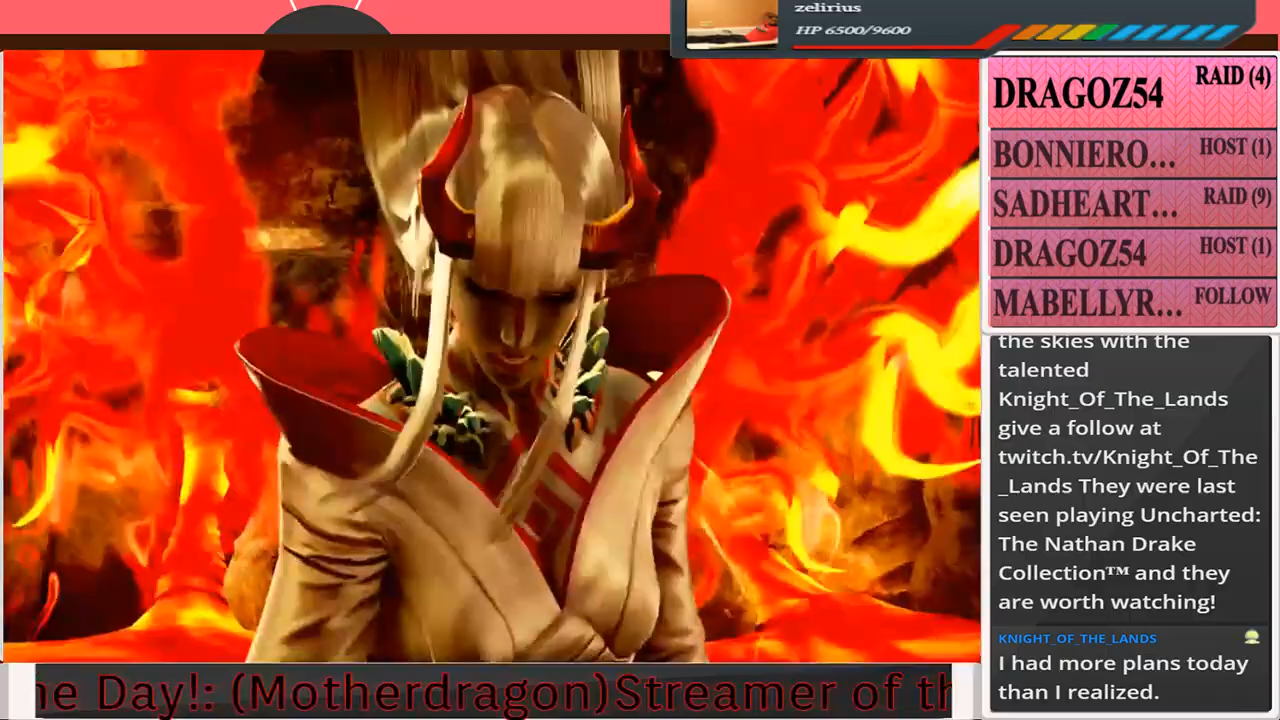 zelirius
HP 6500/9600
DRAGOZ54 RAID (4)
BONNIERO... HOST (1)
SADHEART... RAID (9)
DRAGOZ54 HOST (1)
MABELLYR... FOLLOW
the skies with the
talented
Knight_Of_The_Lands
give a follow at
twitch.tv/Knight_Of_The
_Lands They were last
seen playing Uncharted:
The Nathan Drake
Collection™ and they
are worth watching!
KNIGHT_OF_THE_LANDS
I had more plans today
than I realized.
ne Day!: (Motherdragon)Streamer of th